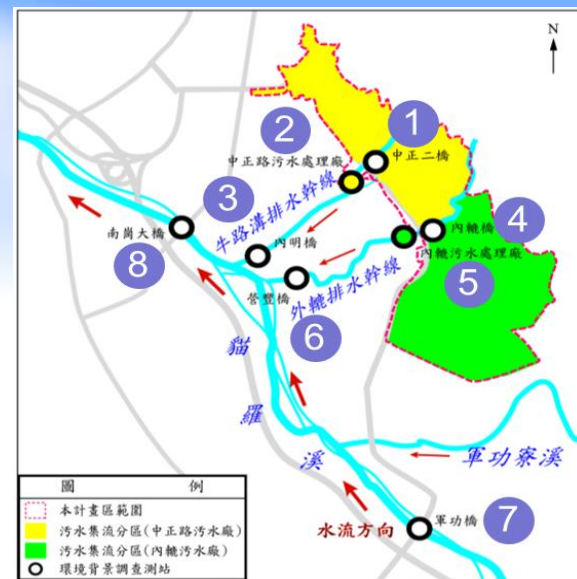 N
1
2
中正二橋
中正路污水處理廠
3
牛路溝排水幹線
4
內轆橋
南崗大橋
內明橋
內轆污水處理廠
8
營豐橋
外轆排水幹線
5
6
貓羅溪
軍功寮溪
水流方向
軍功橋
7
圖 例
本計畫區範圍
污水集流分區(中正路污水廠)
污水集流分區(內轆污水廠)
環境背景調查測站